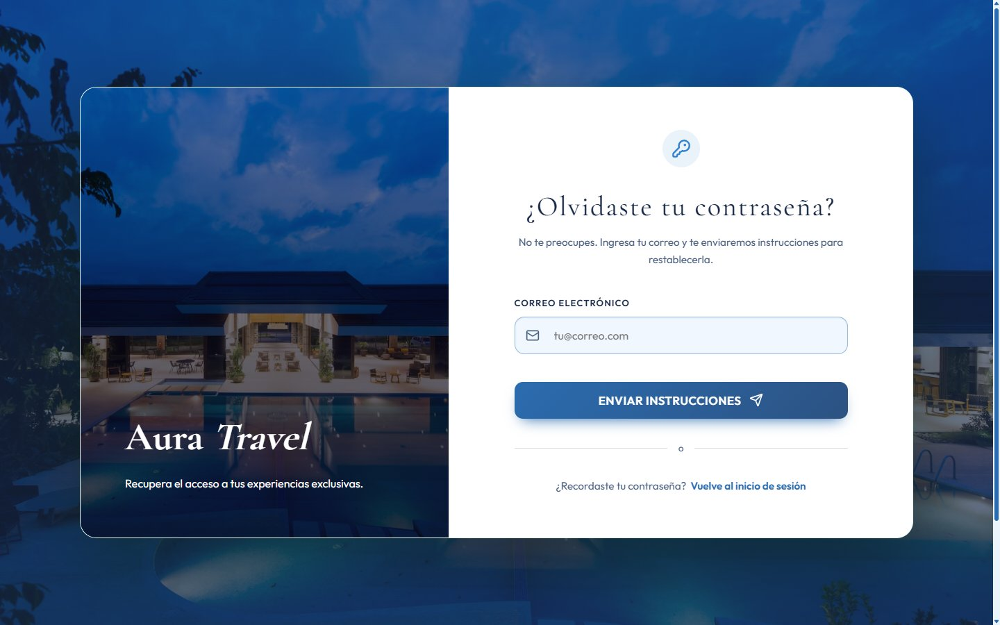 ¿Olvidaste tu contraseña?
No te preocupes. Ingresa tu correo y te enviaremos instrucciones para
restablecerla.
CORREO ELECTRÓNICO
tu@correo.com
ENVIAR INSTRUCCIONES
o
¿Recordaste tu contraseña? Vuelve al inicio de sesión
Aura Travel
Recupera el acceso a tus experiencias exclusivas.